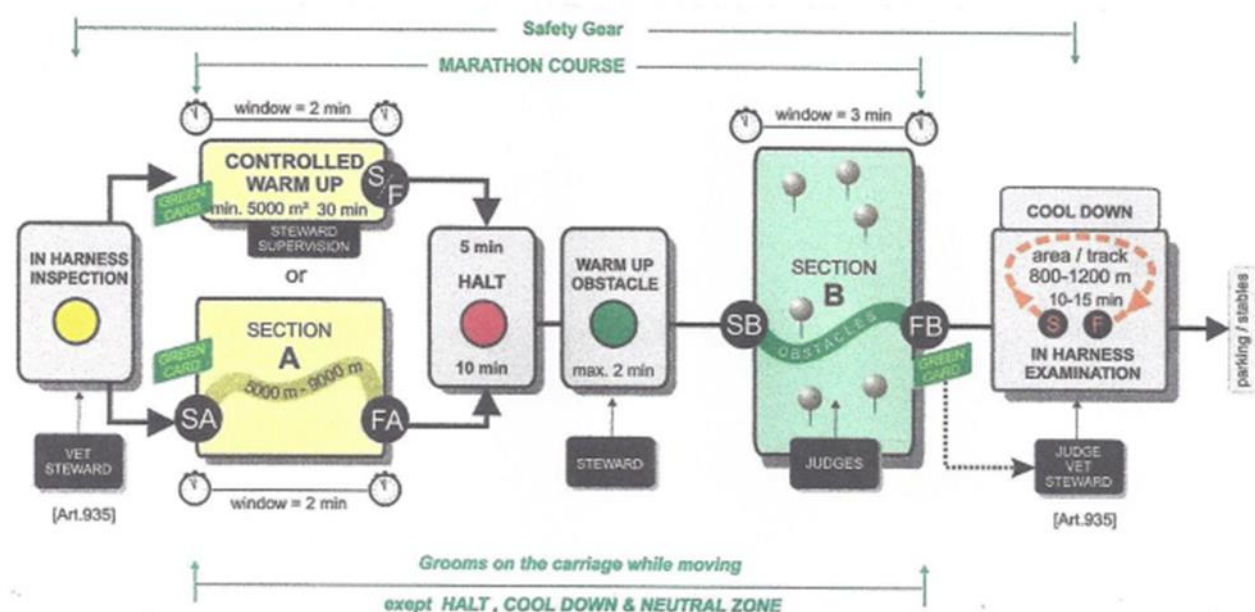 Safety Gear
MARATHON COURSE
window = 2 min
CONTROLLED
WARM UP
min. 5000 m² 30 min
S/F
GREEN
CARD
STEWARD
SUPERVISION
or
IN HARNESS
INSPECTION
VET
STEWARD
[Art.935]
SECTION
A
5000 m - 9000 m
GREEN
CARD
SA
FA
window = 2 min
5 min
HALT
10 min
WARM UP
OBSTACLE
max. 2 min
STEWARD
window = 3 min
SECTION
B
OBSTACLES
SB
FB
JUDGES
GREEN
CARD
COOL DOWN
area / track
800-1200 m
10-15 min
S F
IN HARNESS
EXAMINATION
JUDGE
VET
STEWARD
[Art.935]
parking / stables
Grooms on the carriage while moving
exept HALT , COOL DOWN & NEUTRAL ZONE